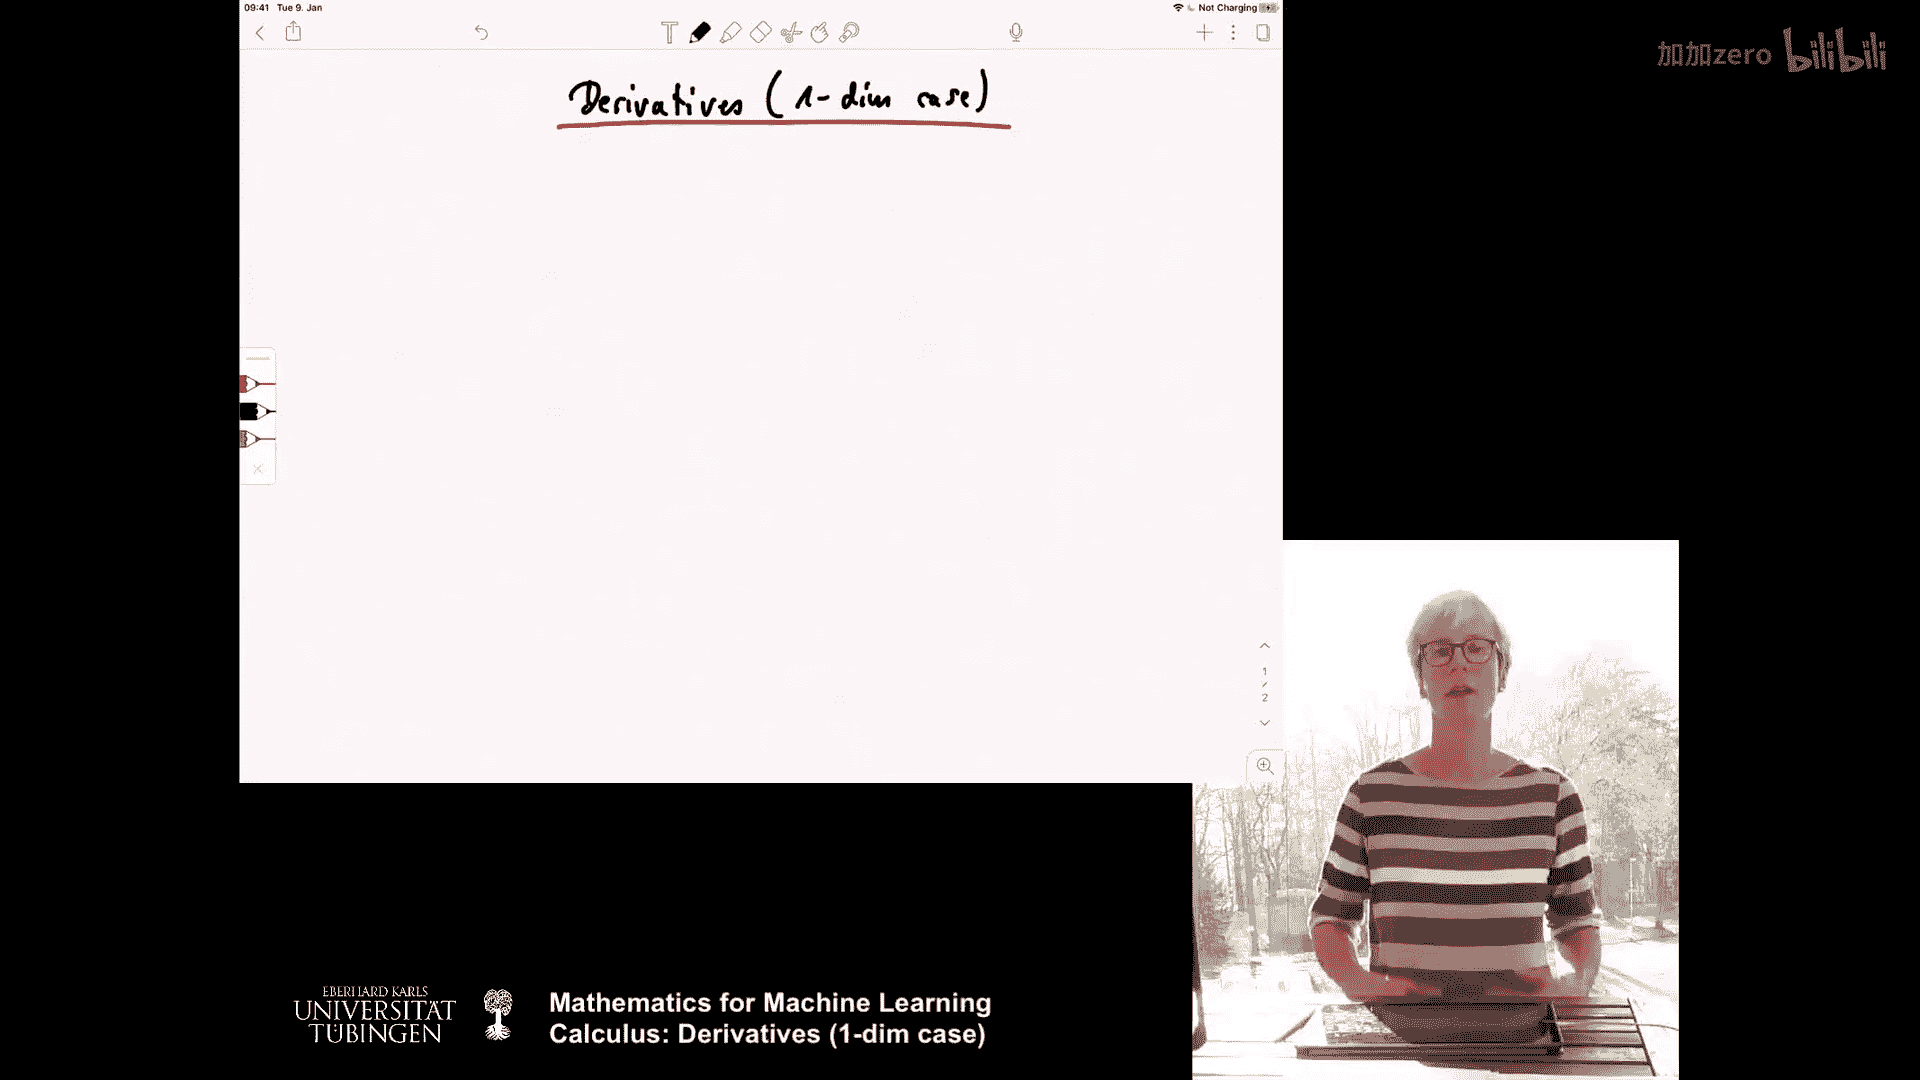 09:41 Tue 9. Jan
Not Charging
加加zero bilibili
T
Derivatives (1-dim case)
1
2
EBERHARD KARLS
UNIVERSITÄT
TÜBINGEN
Mathematics for Machine Learning
Calculus: Derivatives (1-dim case)